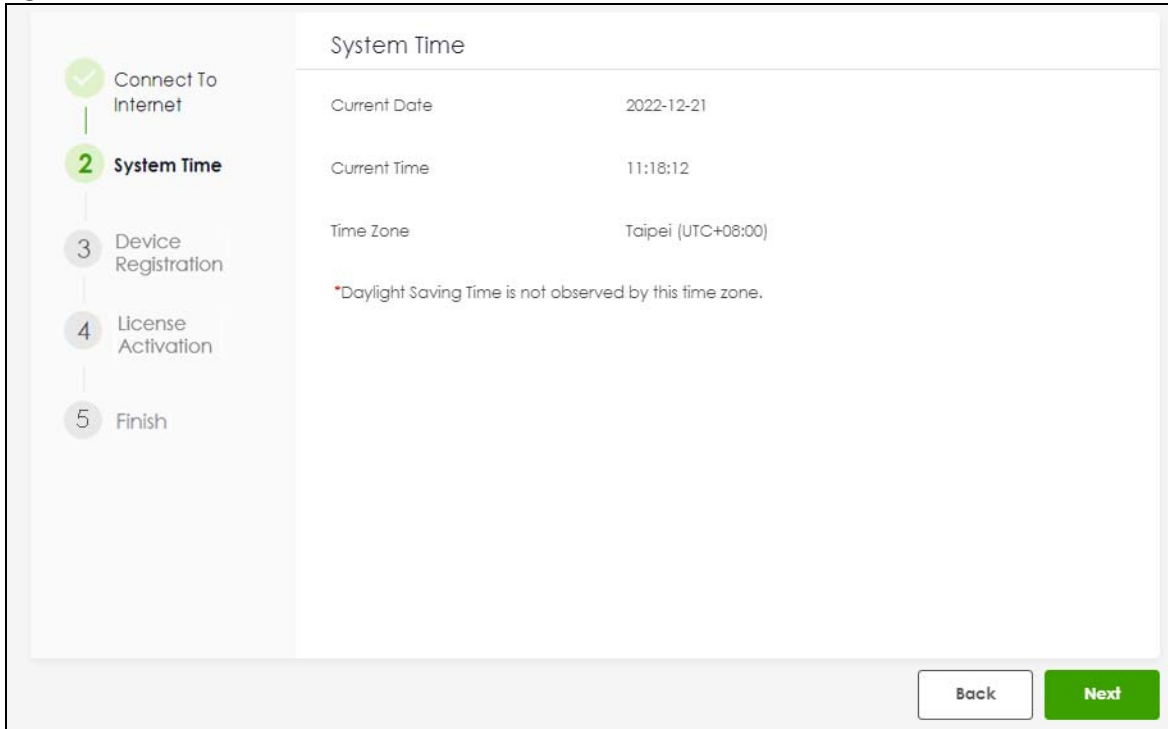 System Time
Connect To
Internet
2 System Time
3 Device
Registration
4 License
Activation
5 Finish
Current Date 2022-12-21
Current Time 11:18:12
Time Zone Taipei (UTC+08:00)
*Daylight Saving Time is not observed by this time zone.
Back Next